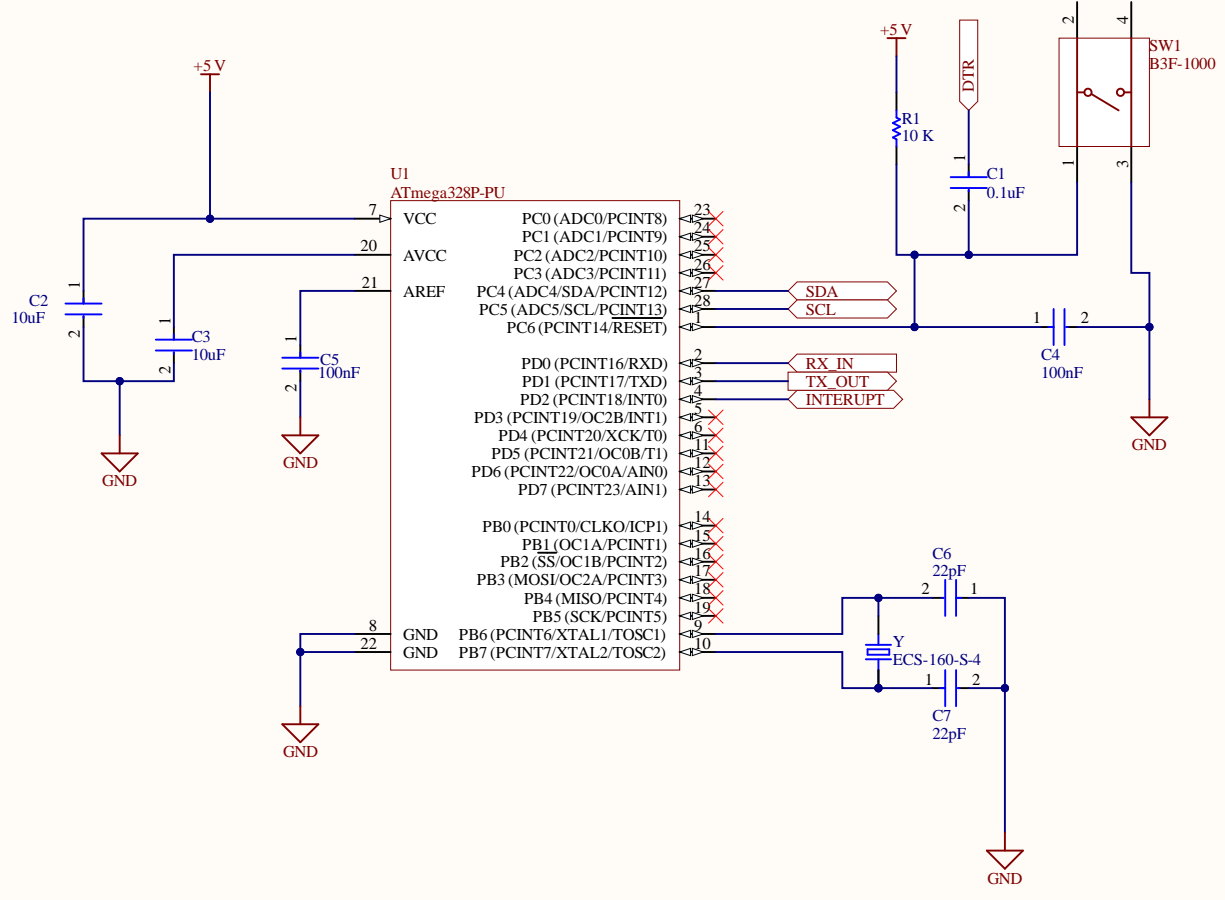 +5 V
+5 V
DTR
2
4
SW1
B3F-1000
R1
10 K
1
C1
0.1uF
2
1
3
U1
ATmega328P-PU
7
VCC
20
AVCC
21
AREF
8
GND
22
GND
PC0 (ADC0/PCINT8)
23
PC1 (ADC1/PCINT9)
24
PC2 (ADC2/PCINT10)
25
PC3 (ADC3/PCINT11)
26
PC4 (ADC4/SDA/PCINT12)
27
SDA
PC5 (ADC5/SCL/PCINT13)
28
SCL
PC6 (PCINT14/RESET)
1
PD0 (PCINT16/RXD)
2
RX_IN
PD1 (PCINT17/TXD)
3
TX_OUT
PD2 (PCINT18/INT0)
4
INTERUPT
PD3 (PCINT19/OC2B/INT1)
5
PD4 (PCINT20/XCK/T0)
6
PD5 (PCINT21/OC0B/T1)
11
PD6 (PCINT22/OC0A/AIN0)
12
PD7 (PCINT23/AIN1)
13
PB0 (PCINT0/CLKO/ICP1)
14
PB1 (OC1A/PCINT1)
15
PB2 (SS/OC1B/PCINT2)
16
PB3 (MOSI/OC2A/PCINT3)
17
PB4 (MISO/PCINT4)
18
PB5 (SCK/PCINT5)
19
PB6 (PCINT6/XTAL1/TOSC1)
9
PB7 (PCINT7/XTAL2/TOSC2)
10
1
C2
10uF
2
1
C3
10uF
2
GND
1
C5
100nF
2
GND
1
2
C4
100nF
GND
C6
22pF
2
1
Y
ECS-160-S-4
1
2
C7
22pF
GND
GND